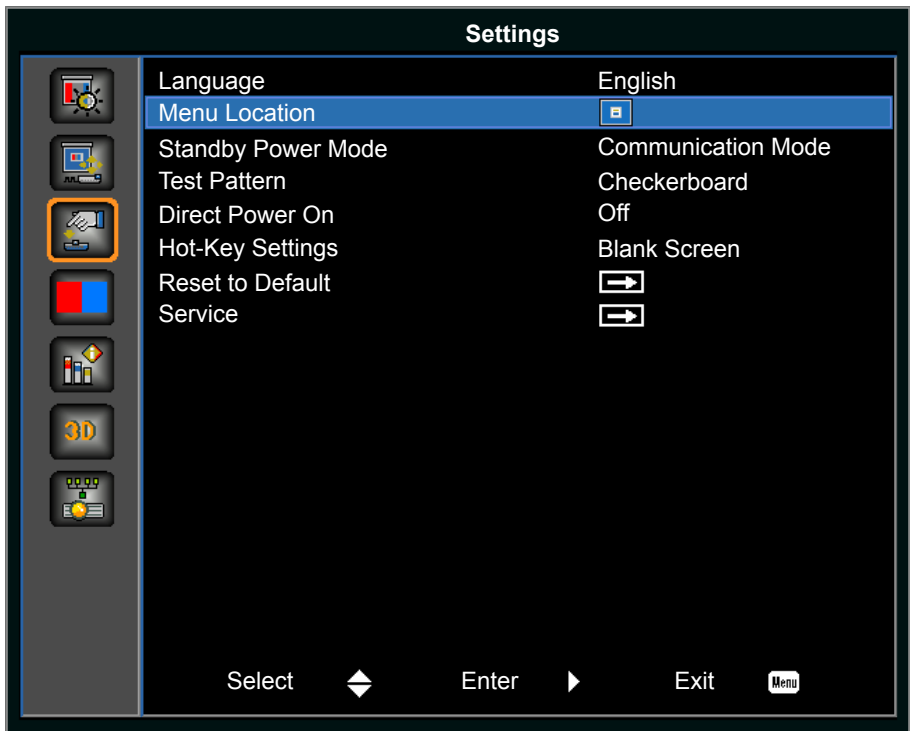 Settings
Language English
Menu Location
Standby Power Mode Communication Mode
Test Pattern Checkerboard
Direct Power On Off
Hot-Key Settings Blank Screen
Reset to Default
Service
3D
Select Enter Exit Menu